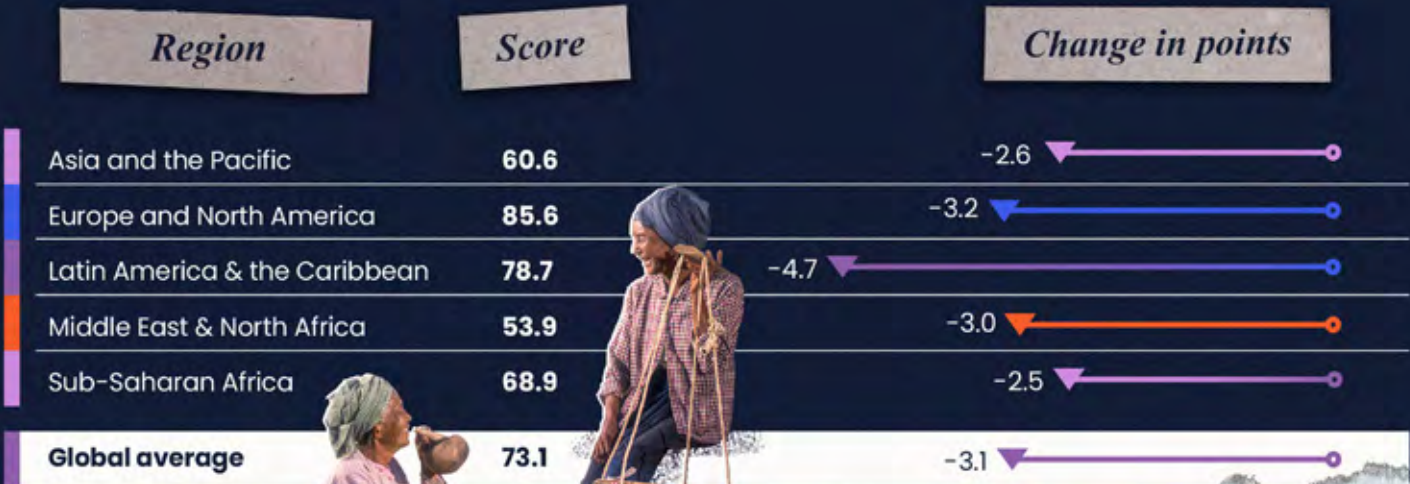 Region Score Change in points
Asia and the Pacific 60.6 -2.6
Europe and North America 85.6 -3.2
Latin America & the Caribbean 78.7 -4.7
Middle East & North Africa 53.9 -3.0
Sub-Saharan Africa 68.9 -2.5
Global average 73.1 -3.1